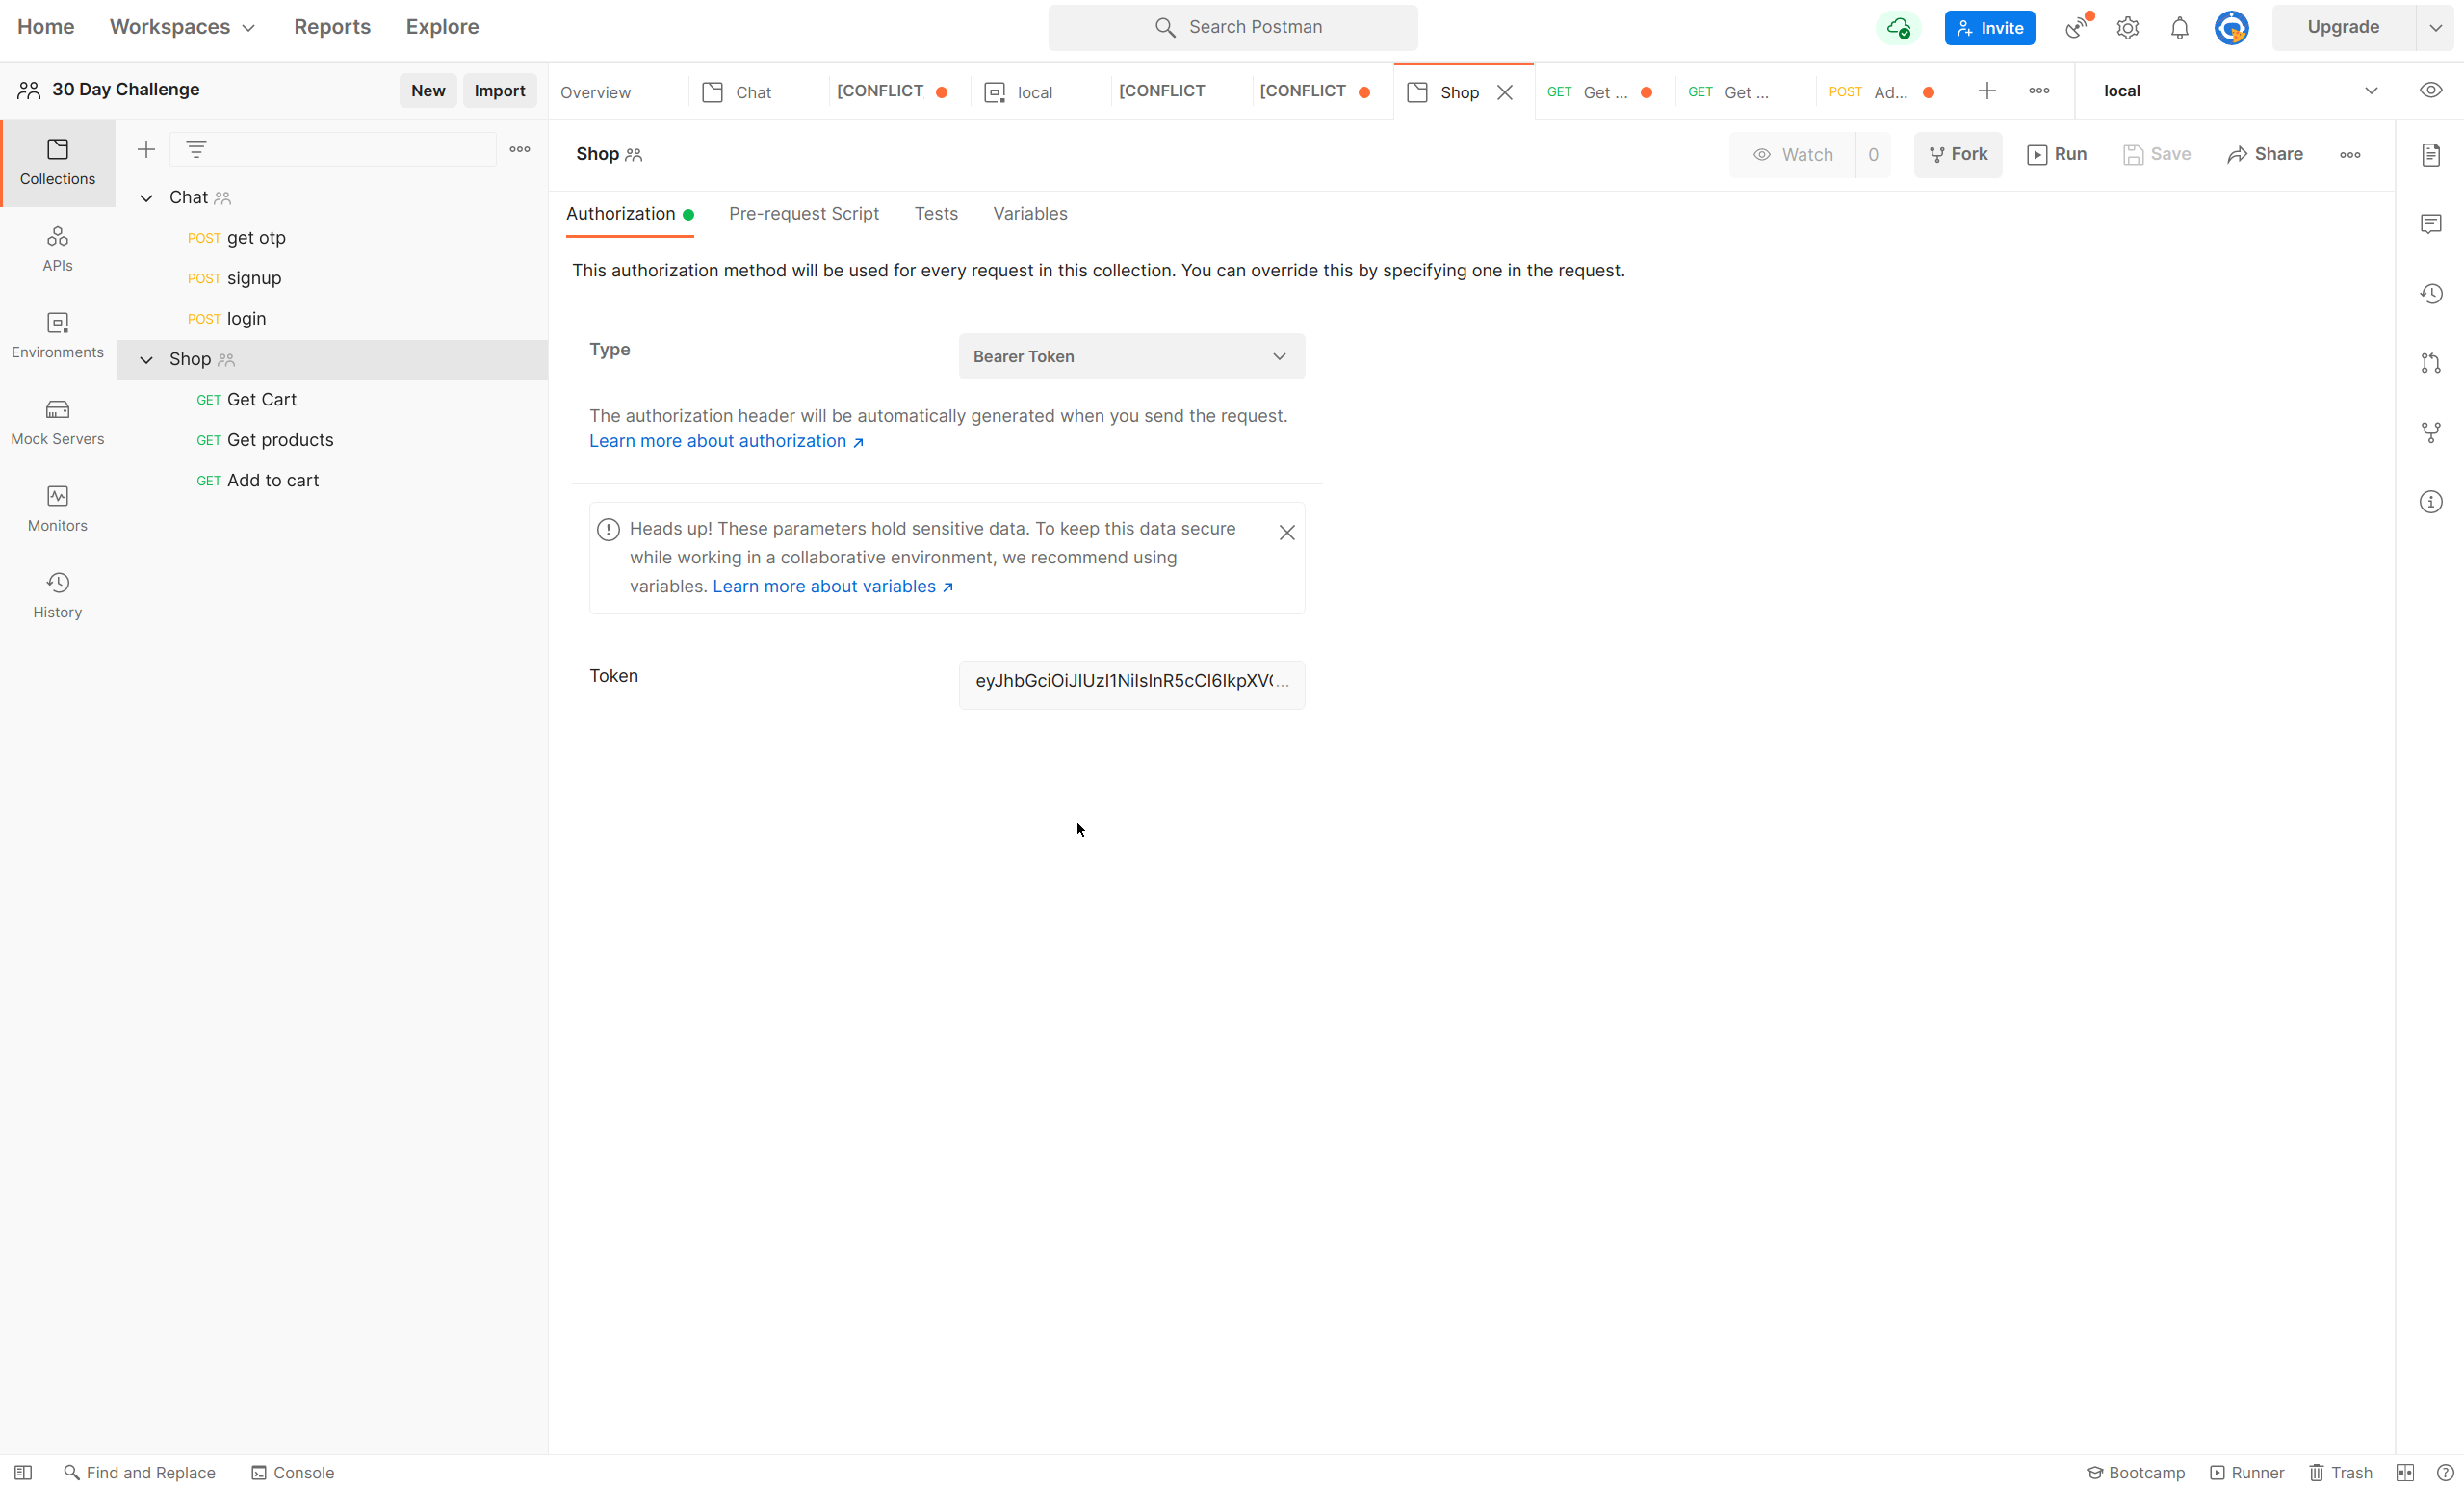 Home Workspaces Reports Explore Search Postman Invite Upgrade
30 Day Challenge New Import Overview Chat [CONFLICT local [CONFLICT [CONFLICT Shop GET Get ... GET Get ... POST Ad... local
Shop Watch 0 Fork Run Save Share
Collections
APIs
Environments
Mock Servers
Monitors
History
Chat
POST get otp
POST signup
POST login
Shop
GET Get Cart
GET Get products
GET Add to cart
Authorization Pre-request Script Tests Variables
This authorization method will be used for every request in this collection. You can override this by specifying one in the request.
Type Bearer Token
The authorization header will be automatically generated when you send the request.
Learn more about authorization ↗
Heads up! These parameters hold sensitive data. To keep this data secure
while working in a collaborative environment, we recommend using
variables. Learn more about variables ↗
Token eyJhbGciOiJIUzI1NiIsInR5cCI6IkpXV...
Find and Replace Console Bootcamp Runner Trash